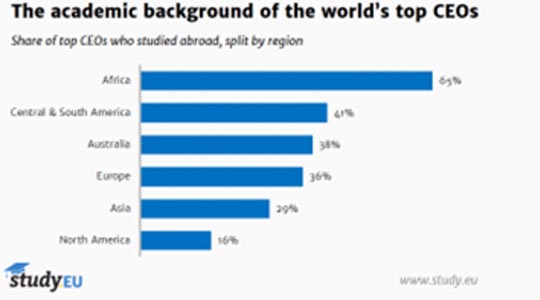 The academic background of the world's top CEOs
Share of top CEOs who studied abroad, split by region
Africa 65%
Central & South America 41%
Australia 38%
Europe 36%
Asia 29%
North America 16%
studyEU
www.study.eu